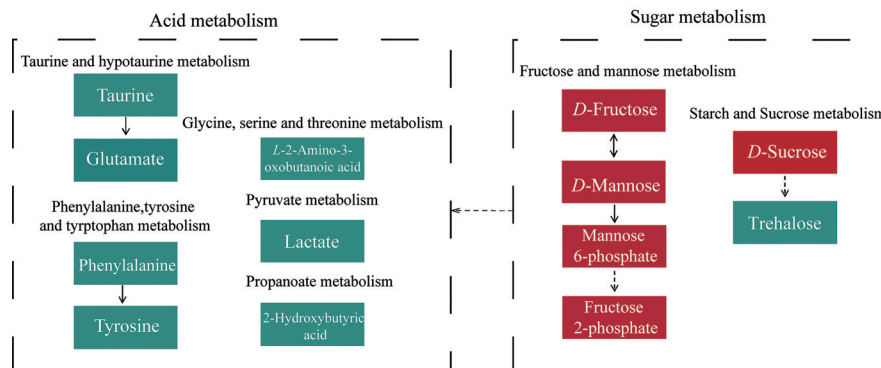 Acid metabolism
Taurine and hypotaurine metabolism
Taurine
Glutamate
Glycine, serine and threonine metabolism
L-2-Amino-3-
oxobutanoic acid
Phenylalanine,tyrosine
and tyrptophan metabolism
Phenylalanine
Tyrosine
Pyruvate metabolism
Lactate
Propanoate metabolism
2-Hydroxybutyric
acid
Sugar metabolism
Fructose and mannose metabolism
D-Fructose
D-Mannose
Mannose
6-phosphate
Fructose
2-phosphate
Starch and Sucrose metabolism
D-Sucrose
Trehalose